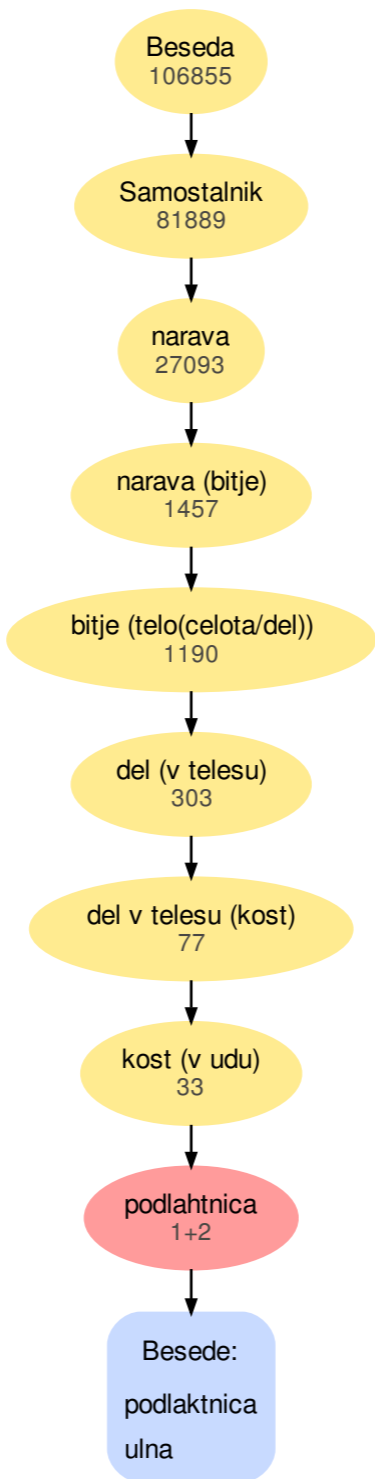 Beseda
106855
Samostalnik
81889
narava
27093
narava (bitje)
1457
bitje (telo(celota/del))
1190
del (v telesu)
303
del v telesu (kost)
77
kost (v udu)
33
podlahtnica
1+2
Besede:
podlaktnica
ulna